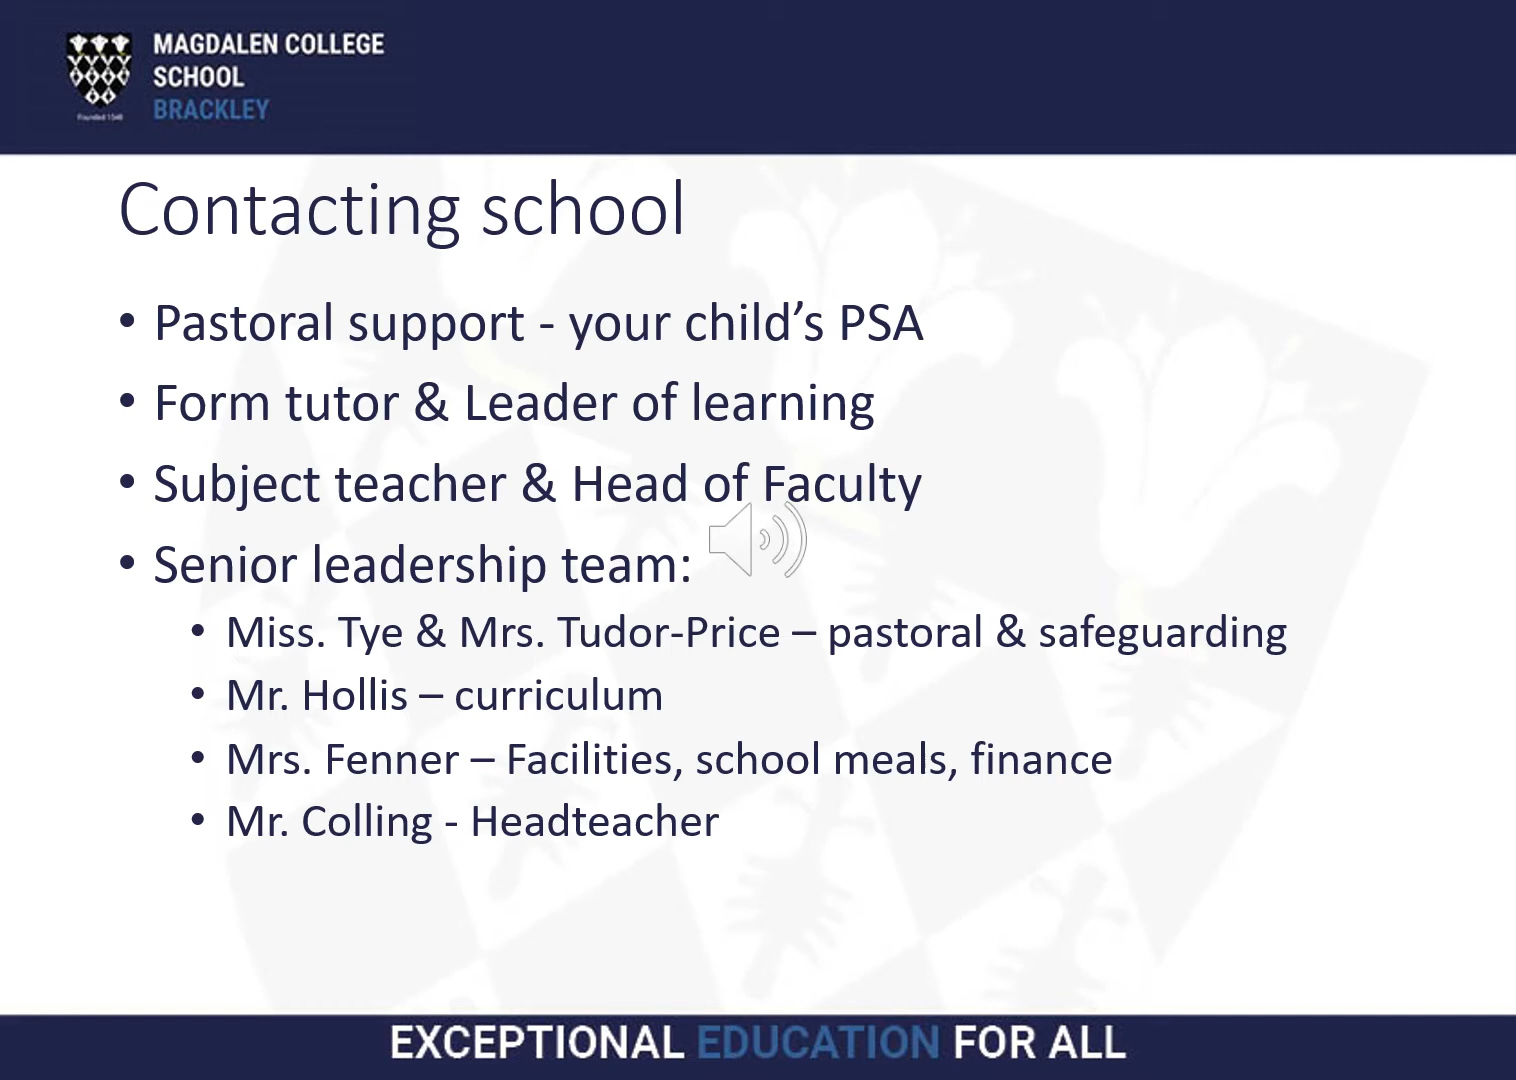 MAGDALEN COLLEGE
SCHOOL
BRACKLEY
Founded 1548
Contacting school
• Pastoral support - your child’s PSA
• Form tutor & Leader of learning
• Subject teacher & Head of Faculty
• Senior leadership team:
• Miss. Tye & Mrs. Tudor-Price – pastoral & safeguarding
• Mr. Hollis – curriculum
• Mrs. Fenner – Facilities, school meals, finance
• Mr. Colling - Headteacher
EXCEPTIONAL EDUCATION FOR ALL